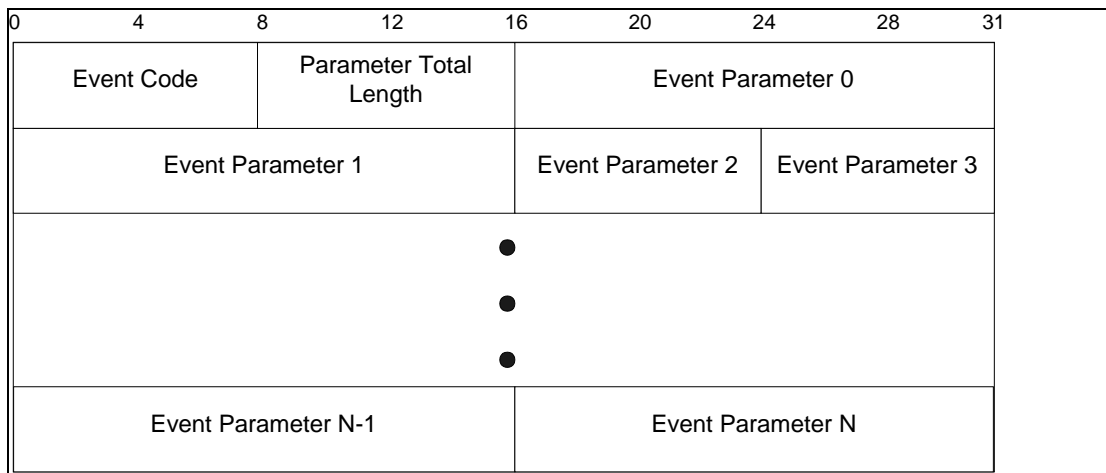 0 4 8 12 16 20 24 28 31
Event Code
Parameter Total
Length
Event Parameter 0
Event Parameter 1
Event Parameter 2
Event Parameter 3
Event Parameter N-1
Event Parameter N